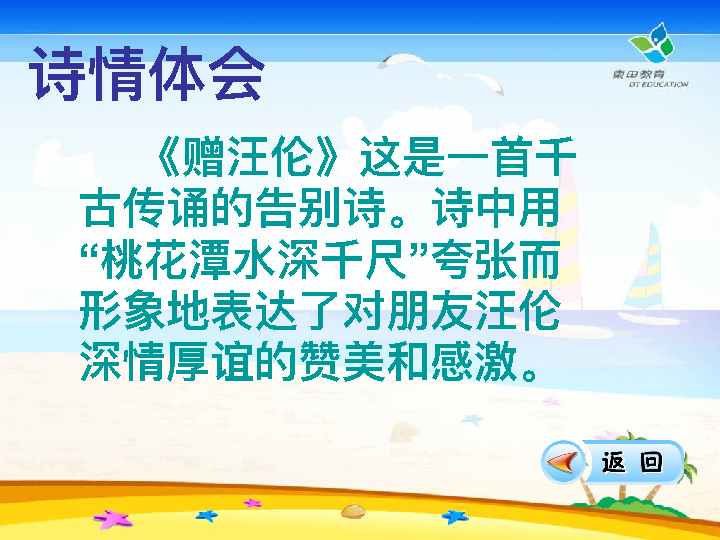 诗情体会
東田教育
DT EDUCATION
《赠汪伦》这是一首千
古传诵的告别诗。诗中用
“桃花潭水深千尺”夸张而
形象地表达了对朋友汪伦
深情厚谊的赞美和感激。
返 回